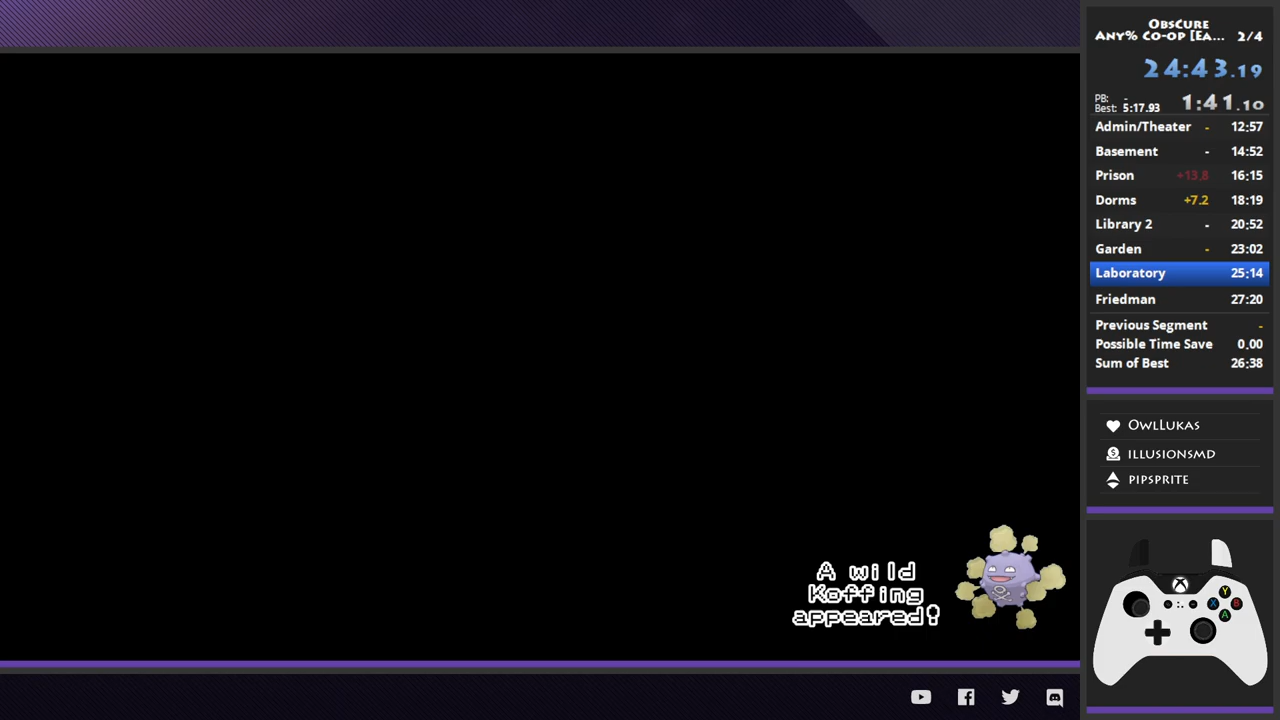 ObsCure
Any% Co-op [Ea... 2/4
24:43.19
PB: -
Best: 5:17.93 1:41.10
Admin/Theater - 12:57
Basement - 14:52
Prison +13.8 16:15
Dorms +7.2 18:19
Library 2 - 20:52
Garden - 23:02
Laboratory 25:14
Friedman 27:20
Previous Segment -
Possible Time Save 0.00
Sum of Best 26:38
OwlLukas
illusionsmd
pipsprite
A wild
Koffing
appeared!
Y
X B
A